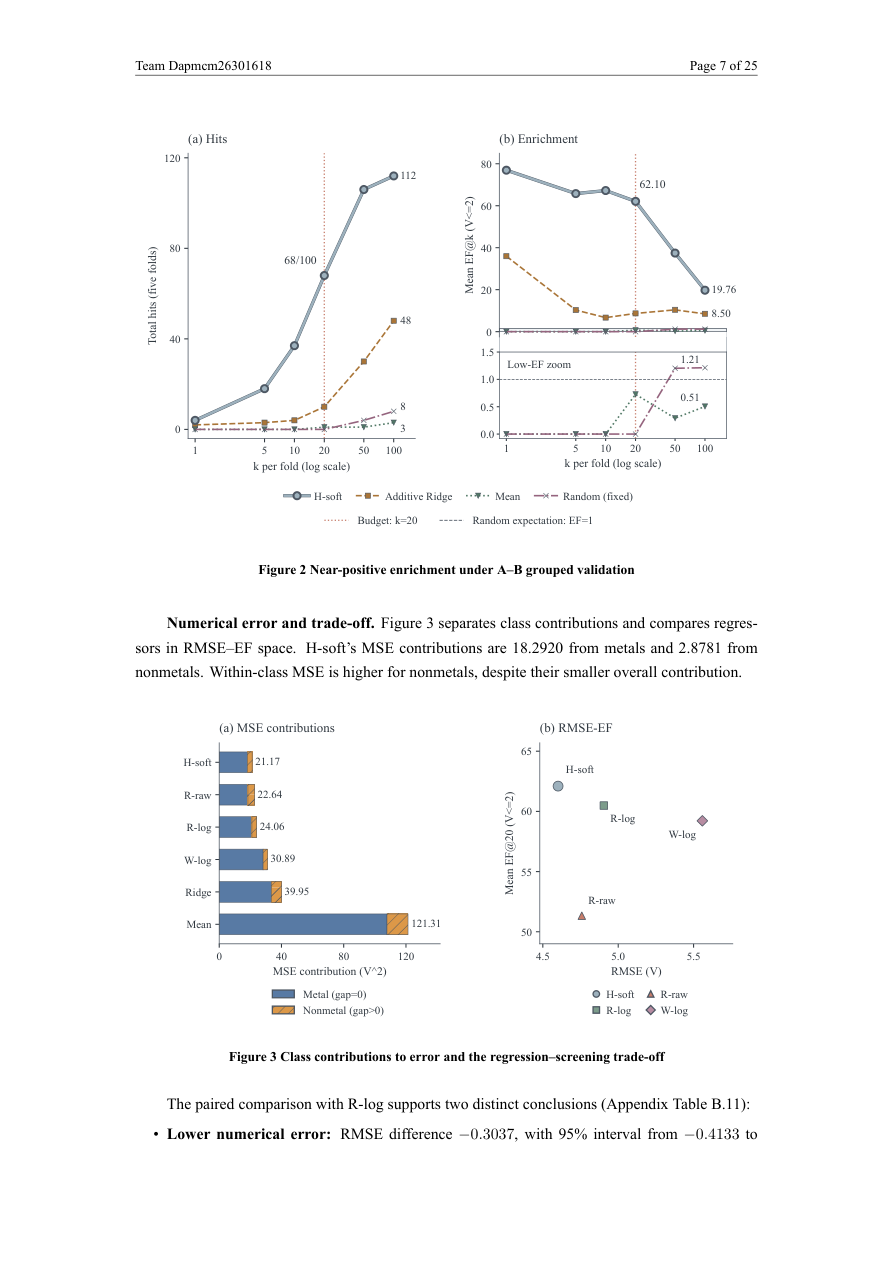 Team Dapmcm26301618 Page 7 of 25
(a) Hits
120
80
40
0
Total hits (five folds)
68/100
112
48
8
3
1 5 10 20 50 100
k per fold (log scale)
(b) Enrichment
80
60
40
20
0
Mean EF@k (V<=2)
62.10
19.76
8.50
Low-EF zoom
1.5
1.0
0.5
0.0
1.21
0.51
1 5 10 20 50 100
k per fold (log scale)
H-soft Additive Ridge Mean Random (fixed)
Budget: k=20 Random expectation: EF=1
Figure 2 Near-positive enrichment under A–B grouped validation
Numerical error and trade-off. Figure 3 separates class contributions and compares regres-
sors in RMSE–EF space. H-soft's MSE contributions are 18.2920 from metals and 2.8781 from
nonmetals. Within-class MSE is higher for nonmetals, despite their smaller overall contribution.
(a) MSE contributions
H-soft 21.17
R-raw 22.64
R-log 24.06
W-log 30.89
Ridge 39.95
Mean 121.31
0 40 80 120
MSE contribution (V^2)
Metal (gap=0)
Nonmetal (gap>0)
(b) RMSE-EF
65
60
55
50
Mean EF@20 (V<=2)
H-soft
R-log
W-log
R-raw
4.5 5.0 5.5
RMSE (V)
H-soft R-raw
R-log W-log
Figure 3 Class contributions to error and the regression–screening trade-off
The paired comparison with R-log supports two distinct conclusions (Appendix Table B.11):
• Lower numerical error: RMSE difference −0.3037, with 95% interval from −0.4133 to